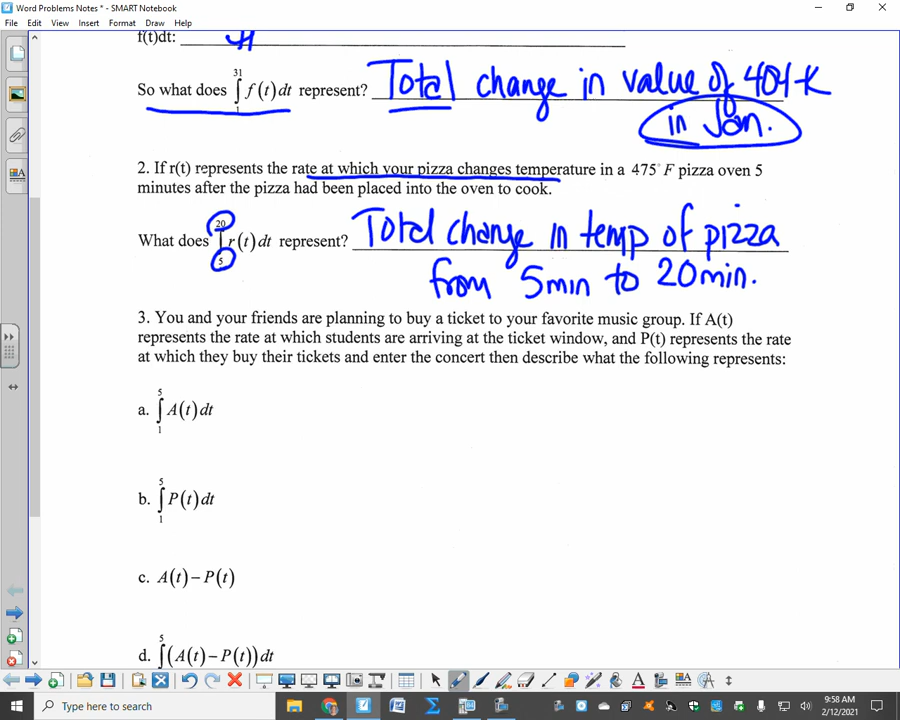 Word Problems Notes * - SMART Notebook
File Edit View Insert Format Draw Help
f(t)dt:
So what does ∫₁³¹ f(t)dt represent? Total change in value of 401-K
in Jan.
2. If r(t) represents the rate at which your pizza changes temperature in a 475° F pizza oven 5
minutes after the pizza had been placed into the oven to cook.
What does ∫₅²⁰ r(t)dt represent? Total change in temp of pizza
from 5min to 20min.
3. You and your friends are planning to buy a ticket to your favorite music group. If A(t)
represents the rate at which students are arriving at the ticket window, and P(t) represents the rate
at which they buy their tickets and enter the concert then describe what the following represents:
a. ∫₁⁵ A(t)dt
b. ∫₁⁵ P(t)dt
c. A(t)−P(t)
d. ∫⁵(A(t)−P(t))dt
Type here to search
9:58 AM
2/12/2021